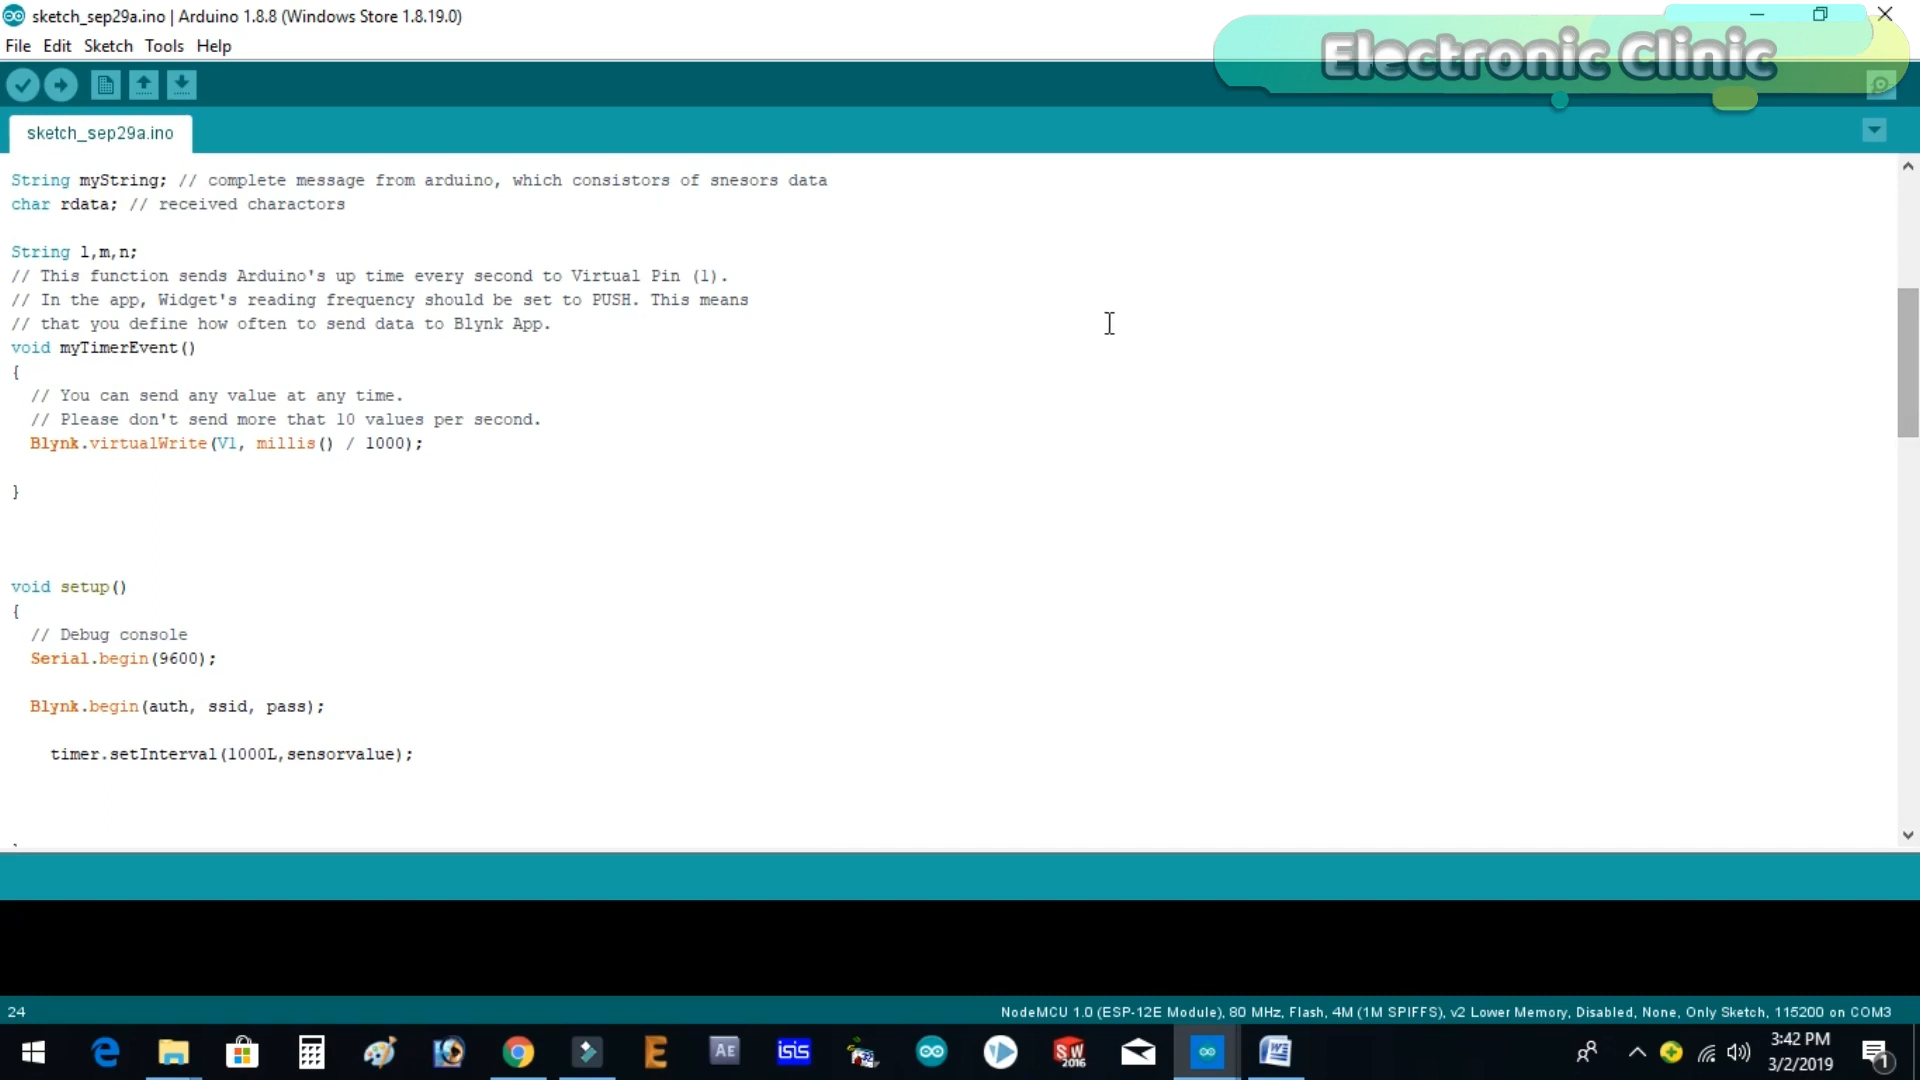 sketch_sep29a.ino | Arduino 1.8.8 (Windows Store 1.8.19.0)
Electronic Clinic
File Edit Sketch Tools Help
sketch_sep29a.ino
String myString; // complete message from arduino, which consistors of snesors data
char rdata; // received charactors
String l,m,n;
// This function sends Arduino's up time every second to Virtual Pin (1).
// In the app, Widget's reading frequency should be set to PUSH. This means
// that you define how often to send data to Blynk App.
void myTimerEvent()
{
// You can send any value at any time.
// Please don't send more that 10 values per second.
Blynk.virtualWrite(V1, millis() / 1000);
}
void setup()
{
// Debug console
Serial.begin(9600);
Blynk.begin(auth, ssid, pass);
timer.setInterval(1000L,sensorvalue);
24
NodeMCU 1.0 (ESP-12E Module), 80 MHz, Flash, 4M (1M SPIFFS), v2 Lower Memory, Disabled, None, Only Sketch, 115200 on COM3
AE
isis
SW
2016
3:42 PM
3/2/2019
1